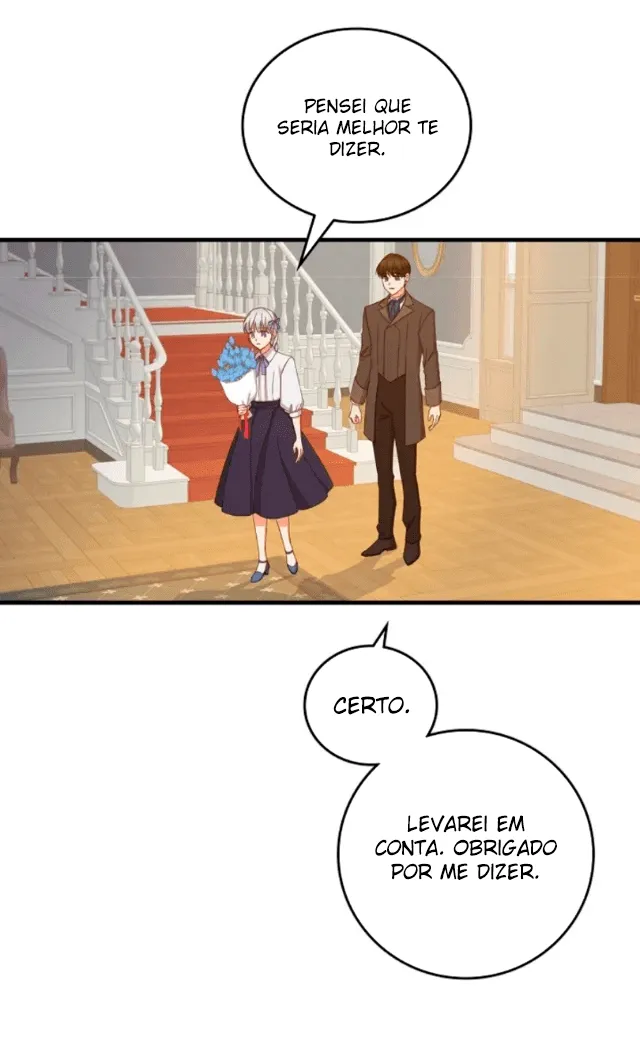 PENSEI QUE
SERIA MELHOR TE
DIZER.
CERTO.
LEVAREI EM
CONTA. OBRIGADO
POR ME DIZER.